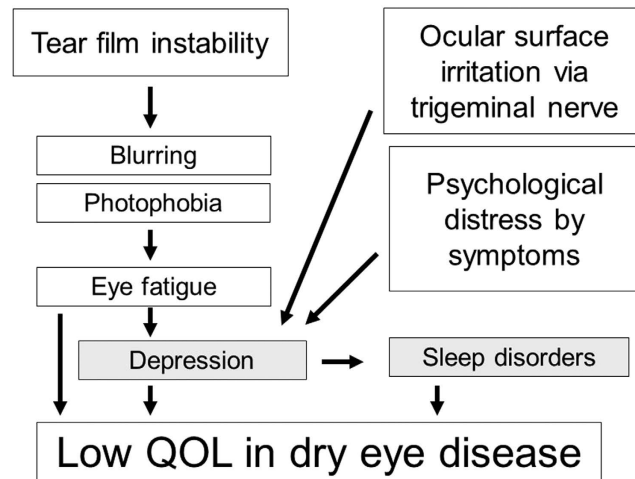 Tear film instability
Blurring
Photophobia
Eye fatigue
Depression
Ocular surface
irritation via
trigeminal nerve
Psychological
distress by
symptoms
Sleep disorders
Low QOL in dry eye disease